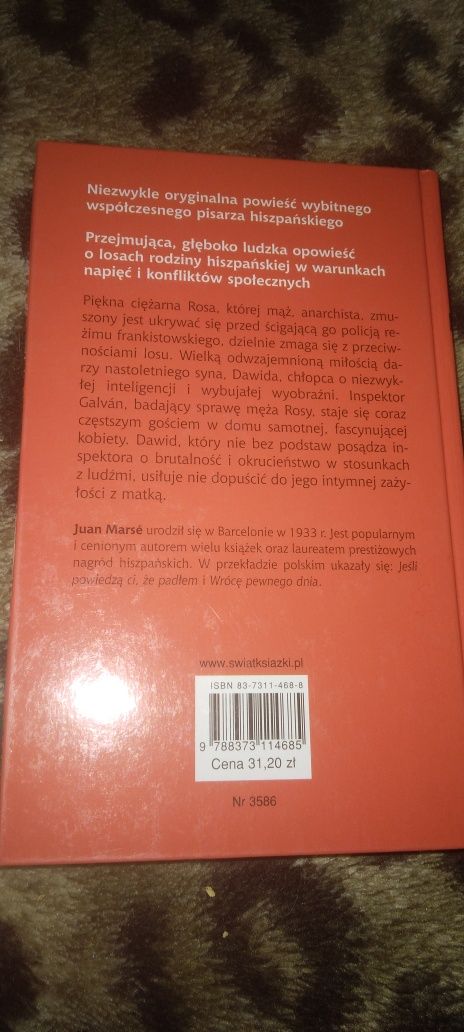 Niezwykle oryginalna powieść wybitnego
współczesnego pisarza hiszpańskiego
Przejmująca, głęboko ludzka opowieść
o losach rodziny hiszpańskiej w warunkach
napięć i konfliktów społecznych
Piękna ciężarna Rosa, której mąż, anarchista, zmu-
szony jest ukrywać się przed ścigającą go policją re-
żimu frankistowskiego, dzielnie zmaga się z przeciw-
nościami losu. Wielką odwzajemnioną miłością da-
rzy nastoletniego syna, Dawida, chłopca o niezwyk-
łej inteligencji i wybujałej wyobraźni. Inspektor
Galván, badający sprawę męża Rosy, staje się coraz
częstszym gościem w domu samotnej, fascynującej
kobiety. Dawid, który nie bez podstaw posądza in-
spektora o brutalność i okrucieństwo w stosunkach
z ludźmi, usiłuje nie dopuścić do jego intymnej zaży-
łości z matką.
Juan Marsé urodził się w Barcelonie w 1933 r. Jest popularnym
i cenionym autorem wielu książek oraz laureatem prestiżowych
nagród hiszpańskich. W przekładzie polskim ukazały się: Jeśli
powiedzą ci, że padłem i Wrócę pewnego dnia.
www.swiatksiazki.pl
ISBN 83-7311-468-8
9 788373 114685
Cena 31,20 zł
Nr 3586